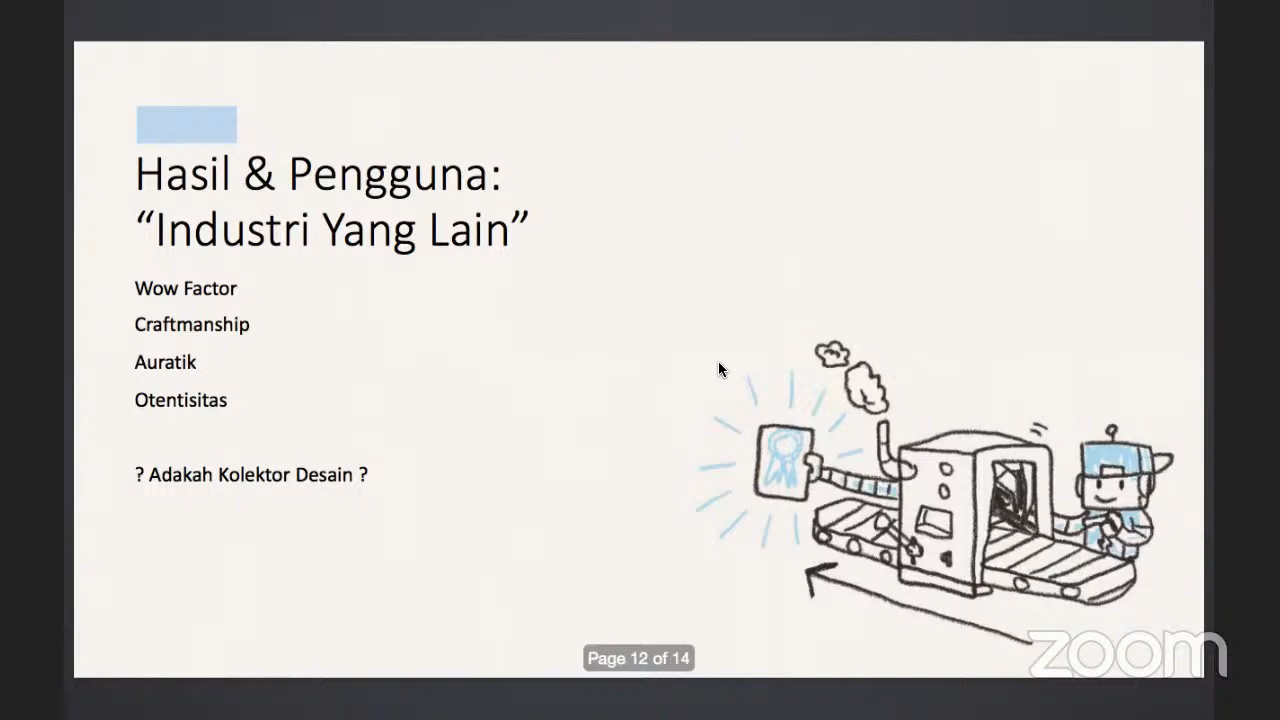 Hasil & Pengguna:
“Industri Yang Lain”
Wow Factor
Craftmanship
Auratik
Otentisitas
? Adakah Kolektor Desain ?
Page 12 of 14
zoom